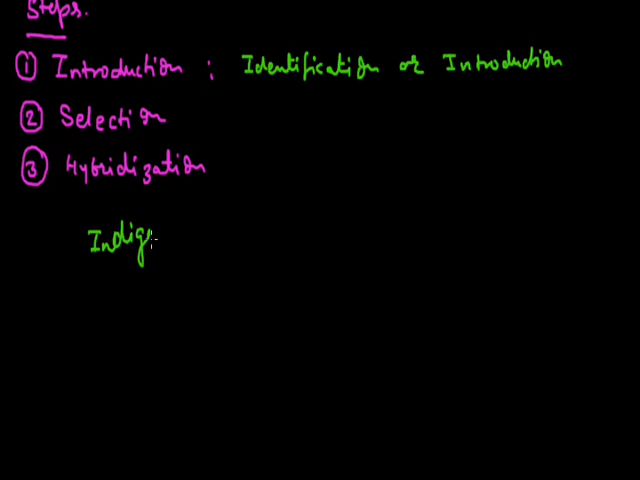 Steps.
① Introduction : Identification or Introduction
② Selection
③ Hybridization
Indig